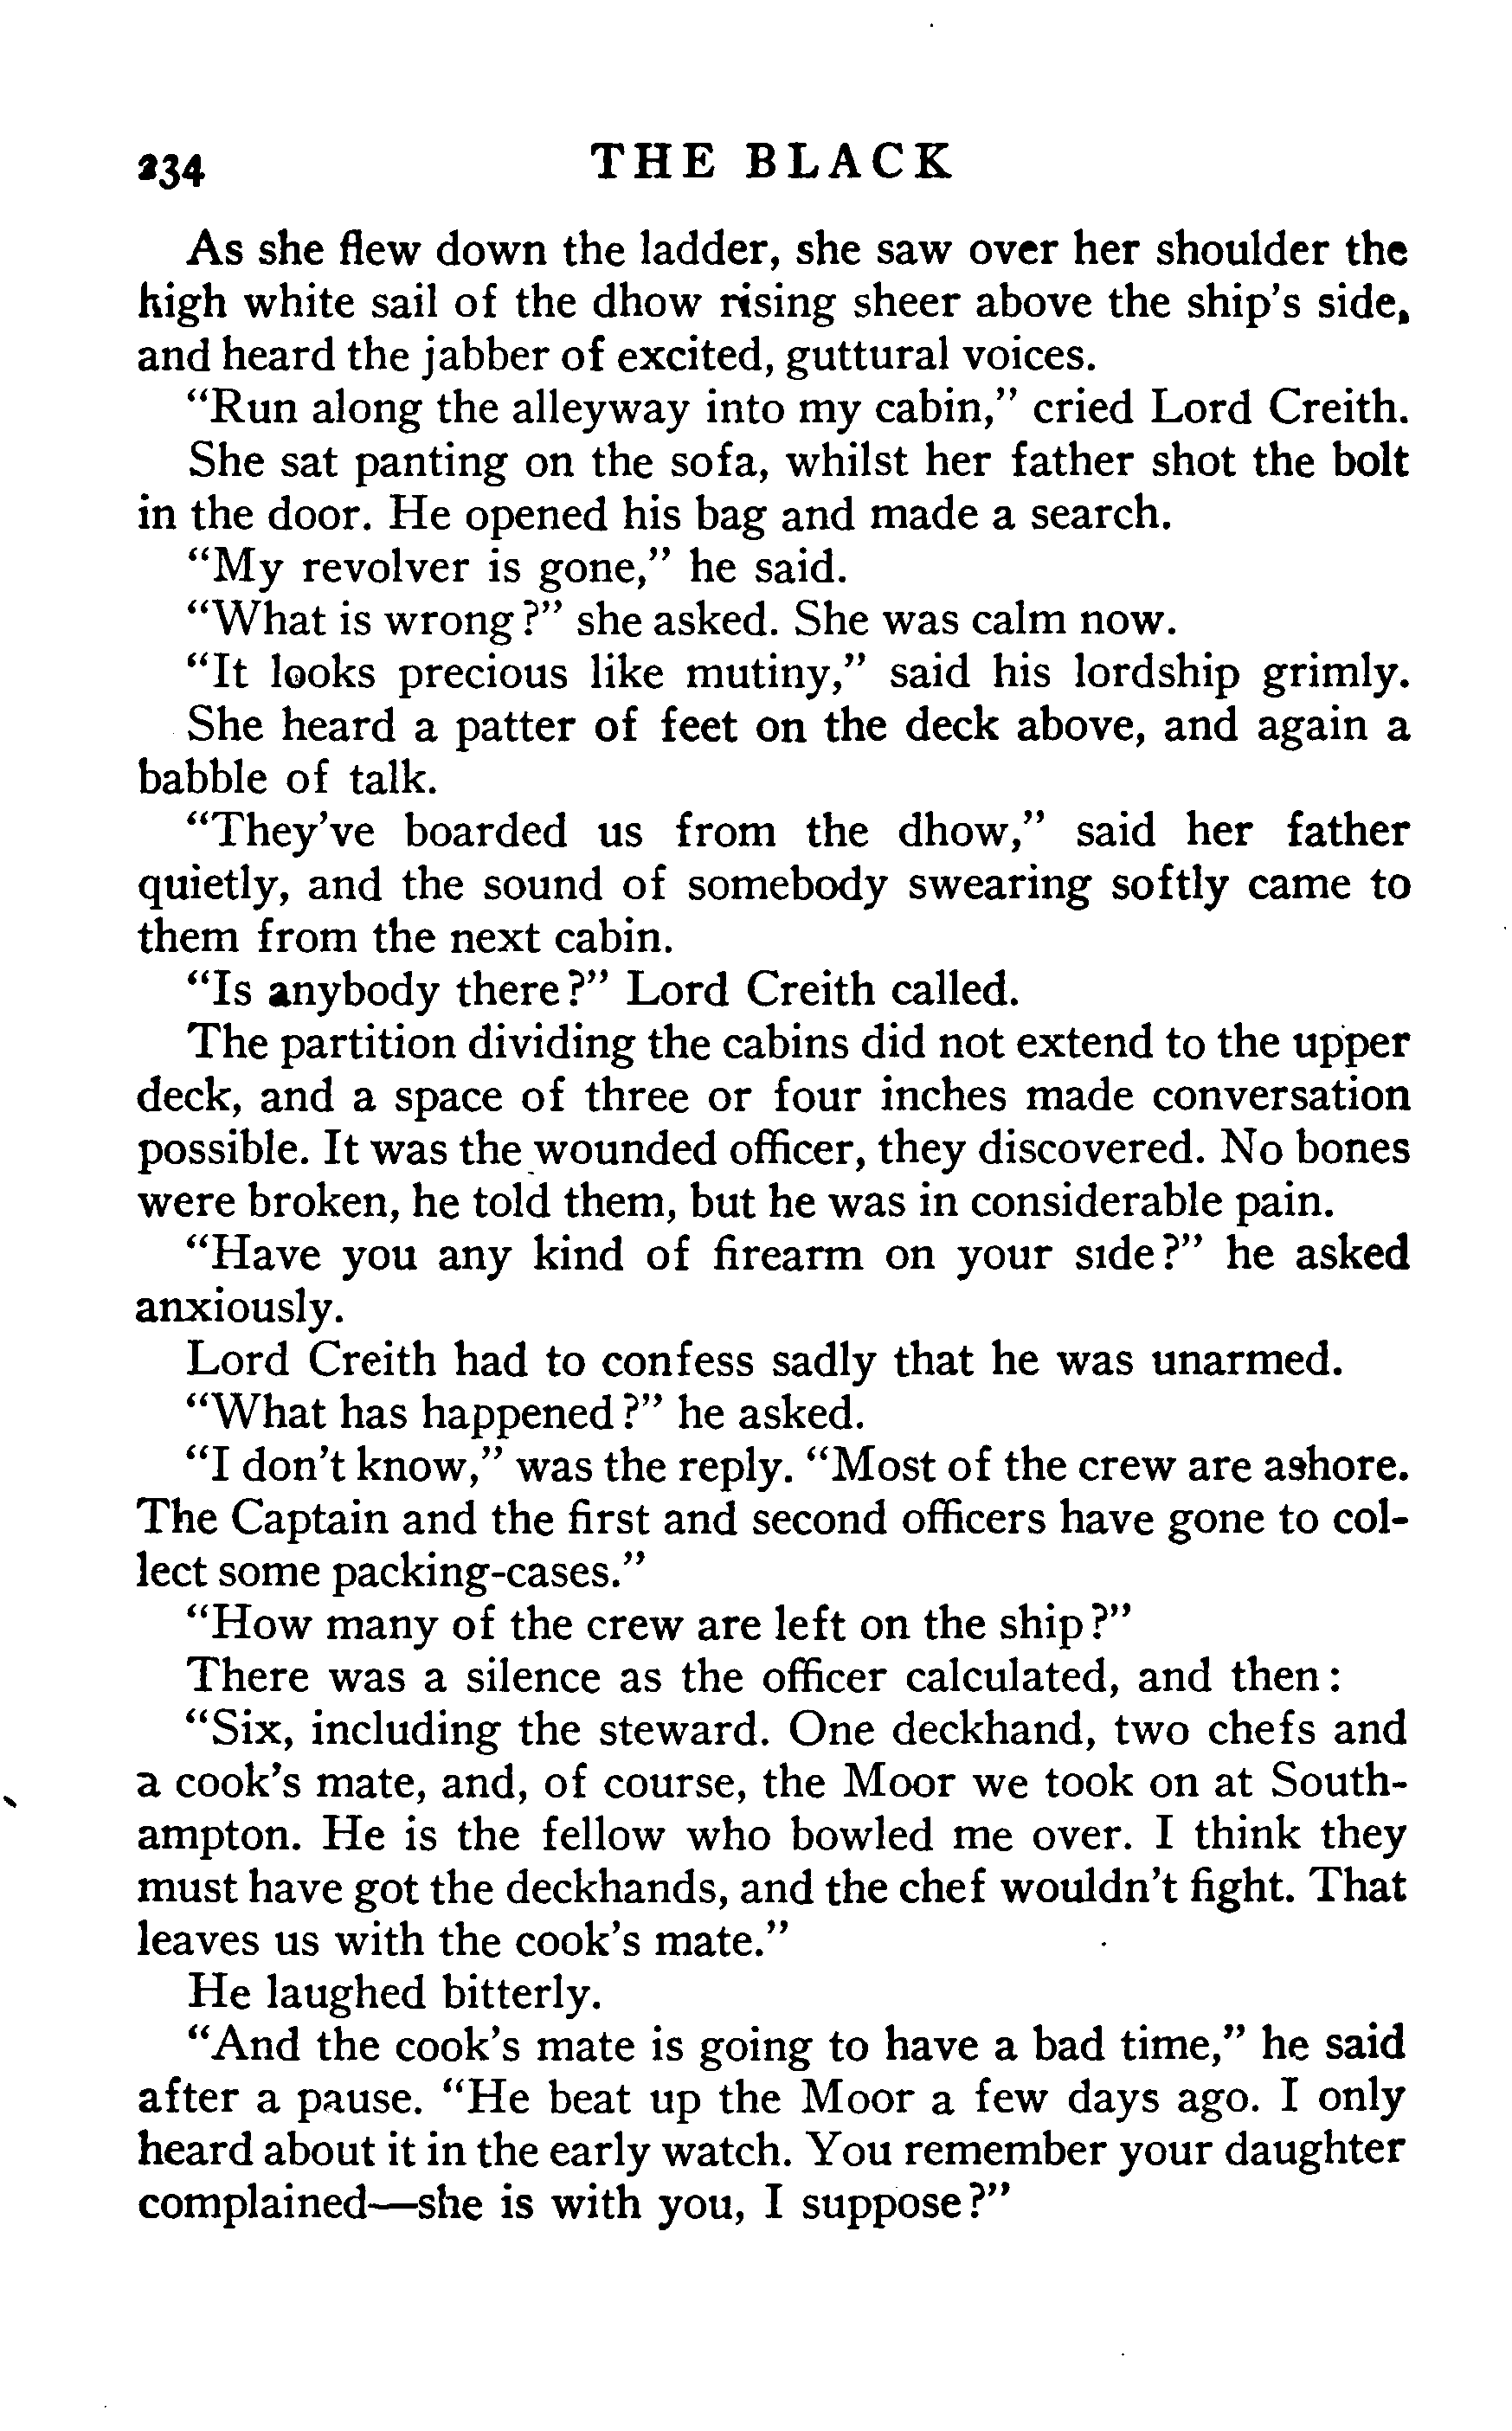 234 THE BLACK
As she flew down the ladder, she saw over her shoulder the
high white sail of the dhow rising sheer above the ship's side,
and heard the jabber of excited, guttural voices.
"Run along the alleyway into my cabin," cried Lord Creith.
She sat panting on the sofa, whilst her father shot the bolt
in the door. He opened his bag and made a search.
"My revolver is gone," he said.
"What is wrong?" she asked. She was calm now.
"It looks precious like mutiny," said his lordship grimly.
She heard a patter of feet on the deck above, and again a
babble of talk.
"They've boarded us from the dhow," said her father
quietly, and the sound of somebody swearing softly came to
them from the next cabin.
"Is anybody there?" Lord Creith called.
The partition dividing the cabins did not extend to the upper
deck, and a space of three or four inches made conversation
possible. It was the wounded officer, they discovered. No bones
were broken, he told them, but he was in considerable pain.
"Have you any kind of firearm on your side?" he asked
anxiously.
Lord Creith had to confess sadly that he was unarmed.
"What has happened?" he asked.
"I don't know," was the reply. "Most of the crew are ashore.
The Captain and the first and second officers have gone to col-
lect some packing-cases."
"How many of the crew are left on the ship?"
There was a silence as the officer calculated, and then:
"Six, including the steward. One deckhand, two chefs and
a cook's mate, and, of course, the Moor we took on at South-
ampton. He is the fellow who bowled me over. I think they
must have got the deckhands, and the chef wouldn't fight. That
leaves us with the cook's mate."
He laughed bitterly.
"And the cook's mate is going to have a bad time," he said
after a pause. "He beat up the Moor a few days ago. I only
heard about it in the early watch. You remember your daughter
complained—she is with you, I suppose?"